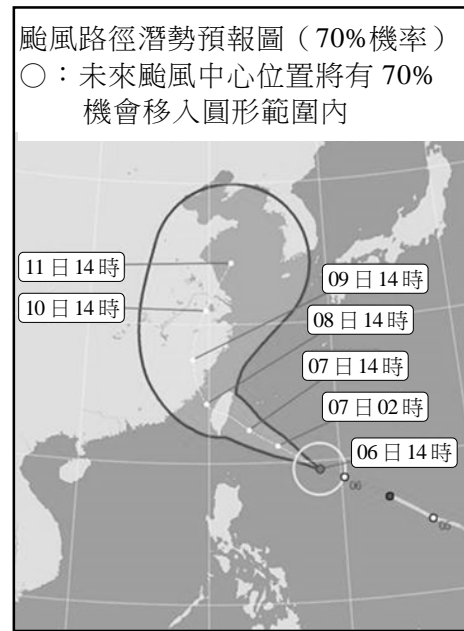 颱風路徑潛勢預報圖（70%機率）
○：未來颱風中心位置將有 70%
機會移入圓形範圍內
11 日 14 時
10 日 14 時
09 日 14 時
08 日 14 時
07 日 14 時
07 日 02 時
06 日 14 時
06
05